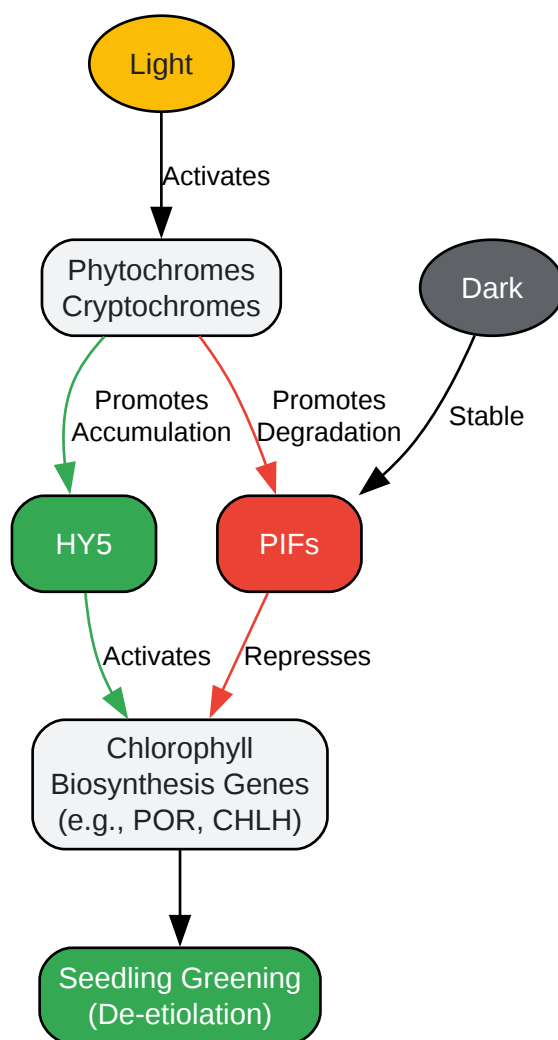 Light
Activates
Phytochromes
Cryptochromes
Dark
Promotes
Accumulation
Promotes
Degradation
Stable
HY5
PIFs
Activates
Represses
Chlorophyll
Biosynthesis Genes
(e.g., POR, CHLH)
Seedling Greening
(De-etiolation)